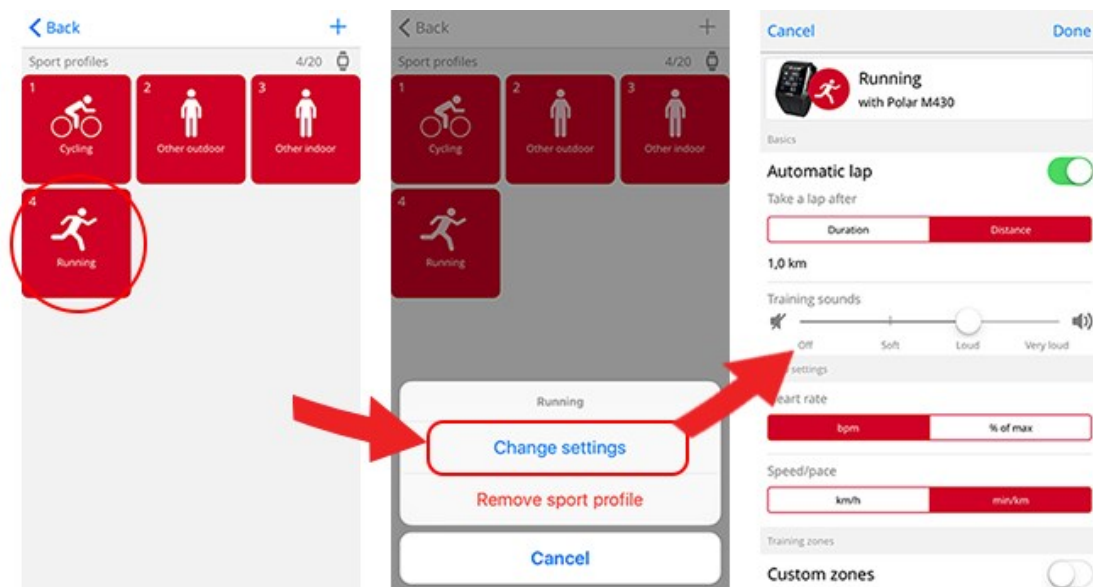 Back
Sport profiles 4/20
1 2 3
Cycling Other outdoor Other indoor
4
Running
Back
Sport profiles 4/20
1 2 3
Cycling Other outdoor Other indoor
4
Running
Running
Change settings
Remove sport profile
Cancel
Cancel Done
Running
with Polar M430
Basics
Automatic lap
Take a lap after
Duration Distance
1,0 km
Training sounds
Off Soft Loud Very loud
settings
eart rate
bpm % of max
Speed/pace
km/h min/km
Training zones
Custom zones